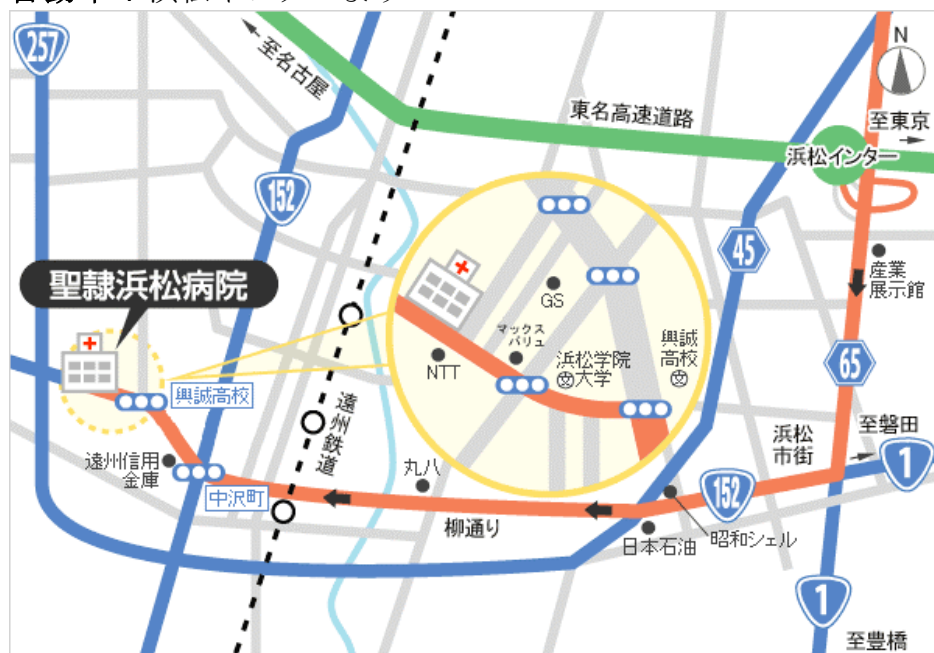 257
至名古屋
152
東名高速道路
N
至東京
浜松インター
45
産業
展示館
聖隷浜松病院
GS
マックス
バリュ
NTT
浜松学院
大学
興誠
高校
65
興誠高校
遠州鉄道
遠州信用
金庫
中沢町
丸八
柳通り
浜松
市街
至磐田
1
152
昭和シェル
日本石油
1
至豊橋